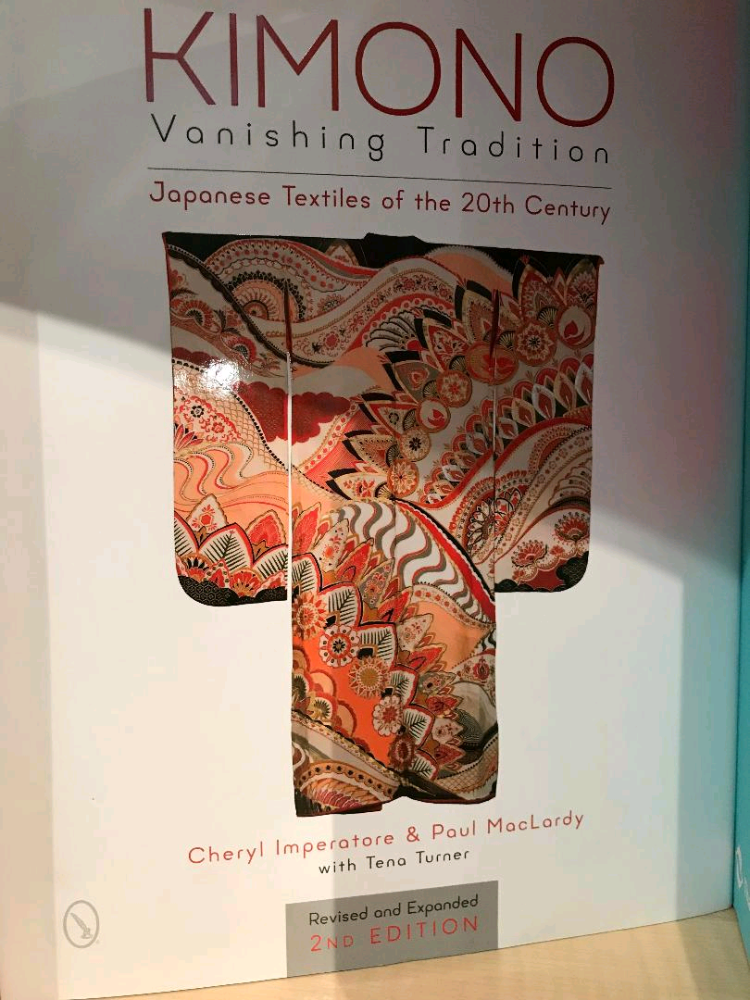 KIMONO
Vanishing Tradition
Japanese Textiles of the 20th Century
Cheryl Imperatore & Paul MacLardy
with Tena Turner
Revised and Expanded
2ND EDITION